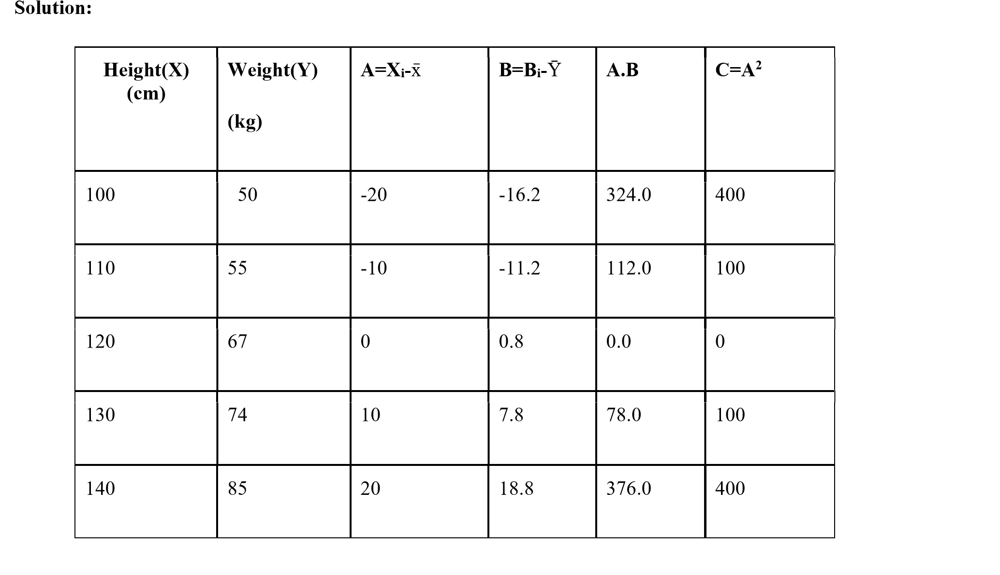 Solution:
Height(X) Weight(Y) A=Xᵢ-x̄ B=Bᵢ-Ȳ A.B C=A²
(cm)
(kg)
100 50 -20 -16.2 324.0 400
110 55 -10 -11.2 112.0 100
120 67 0 0.8 0.0 0
130 74 10 7.8 78.0 100
140 85 20 18.8 376.0 400